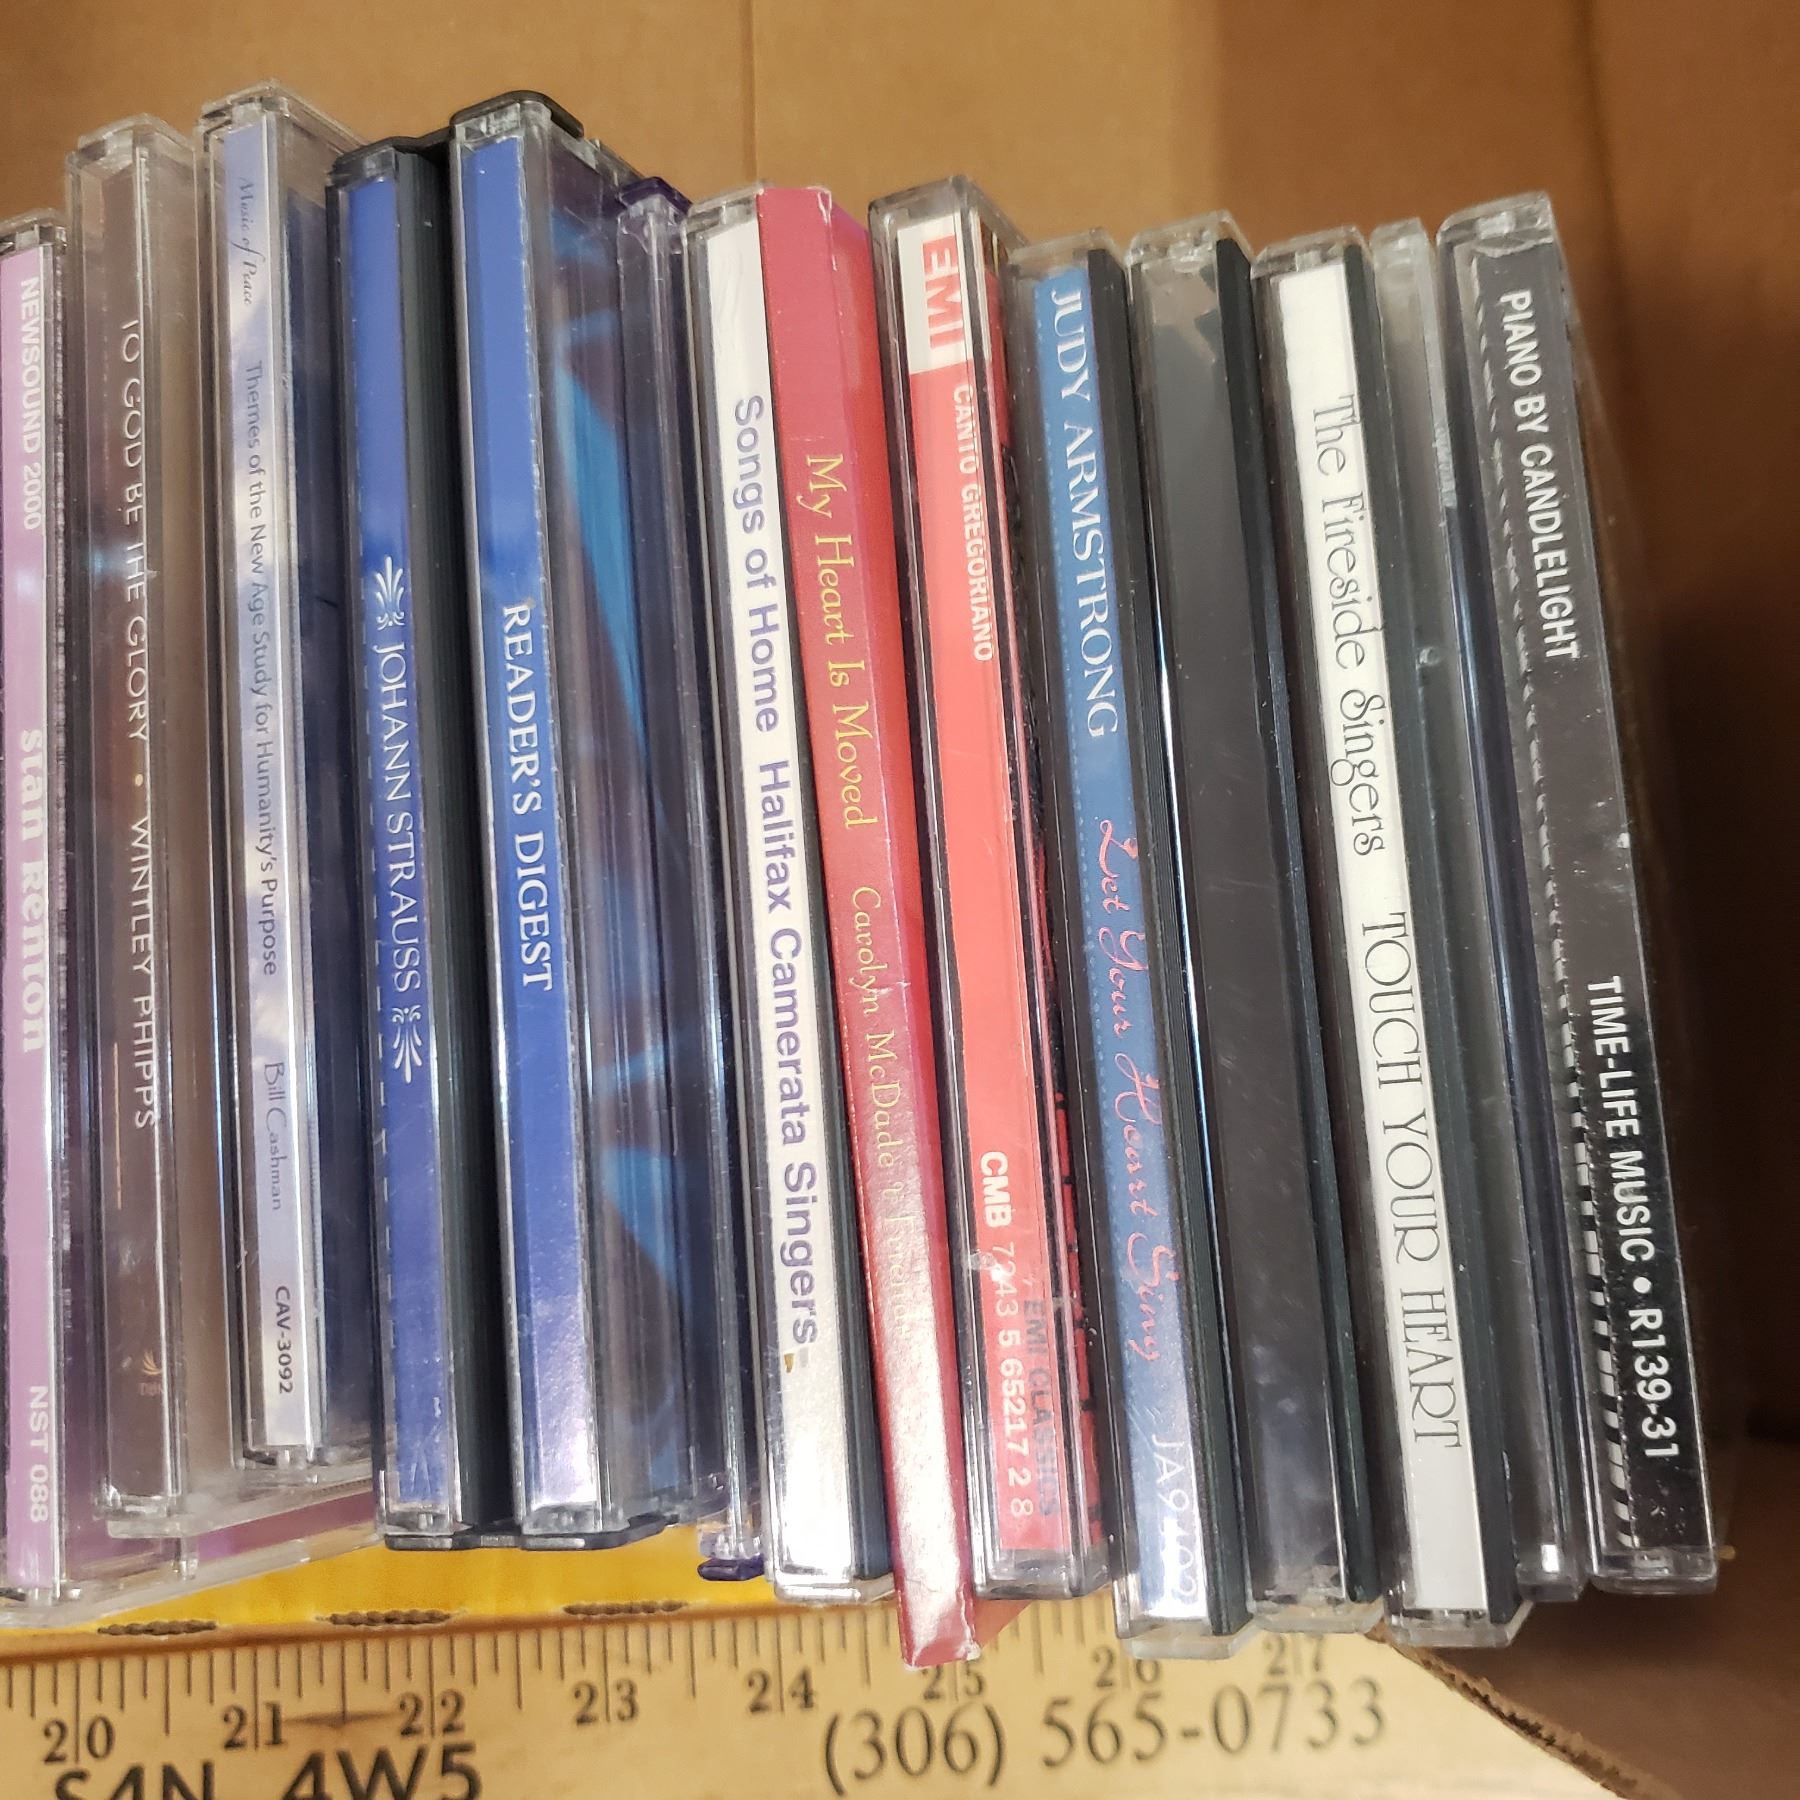 NEWSOUND 2000 Stan Kenton NST 088
TO GOD BE THE GLORY • WINTLEY PHIPPS
Music of Peace Themes of the New Age Study for Humanity's Purpose Bill Cashman CAV-3092
JOHANN STRAUSS
READER'S DIGEST
Songs of Home Halifax Camerata Singers
My Heart Is Moved Carolyn McDade & Friends
EMI CANTO GREGORIANO CMB 7243 5 65217 2 8
EMI CLASSICS
JUDY ARMSTRONG Let Your Heart Sing
The Fireside Singers TOUCH YOUR HEART
PIANO BY CANDLELIGHT TIME-LIFE MUSIC • R139-31
20 21 22 23 24 25 26 27
S4N 4W5 (306) 565-0733